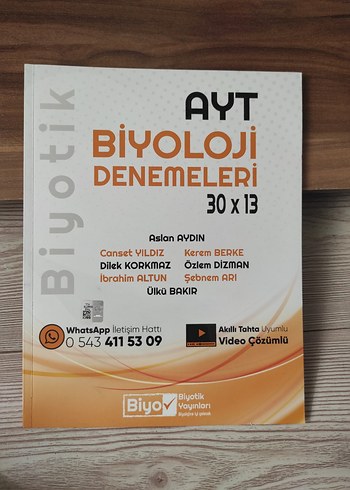 Biyotik
AYT
BİYOLOJİ
DENEMELERİ
30 x 13
Aslan AYDIN
Canset YILDIZ Kerem BERKE
Dilek KORKMAZ Özlem DİZMAN
İbrahim ALTUN Şebnem ARI
Ülkü BAKIR
WhatsApp İletişim Hattı
0 543 411 53 09
Akıllı Tahta Uyumlu
Video Çözümlü
Biyo
Biyotik
Yayınları